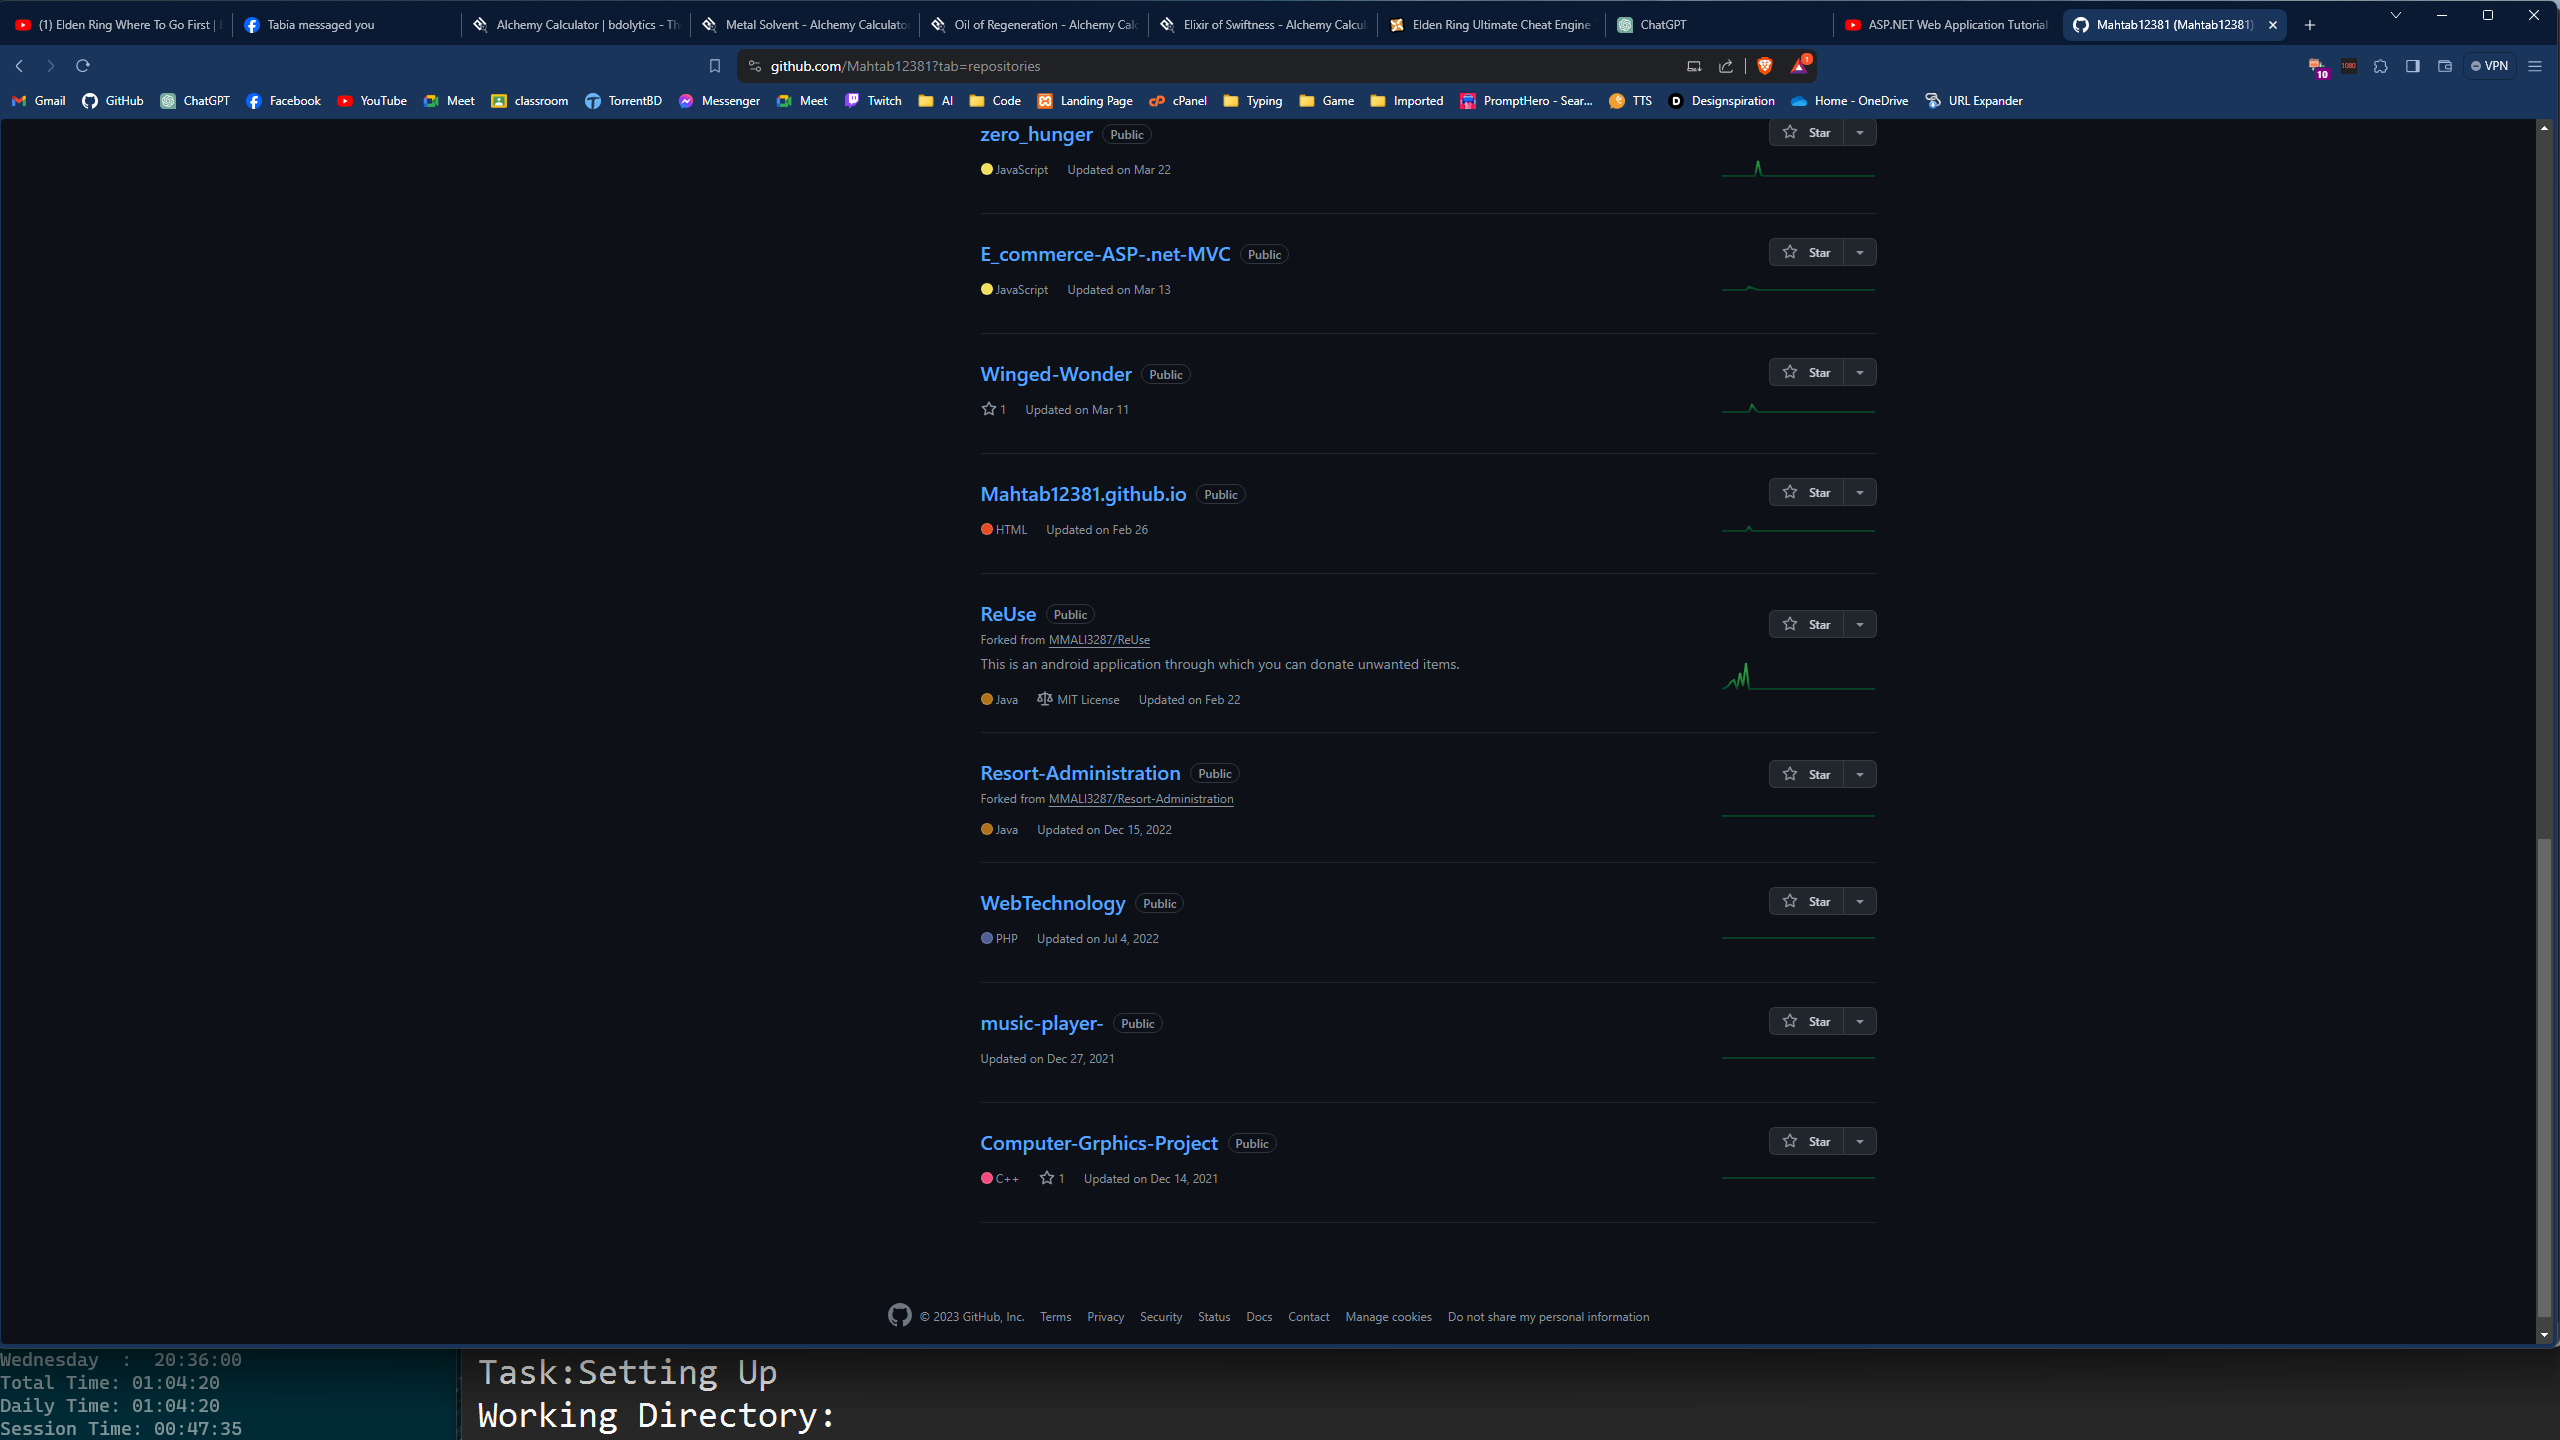 (1) Elden Ring Where To Go First |
Tabia messaged you
Alchemy Calculator | bdolytics - Th
Metal Solvent - Alchemy Calculator
Oil of Regeneration - Alchemy Calc
Elixir of Swiftness - Alchemy Calcul
Elden Ring Ultimate Cheat Engine
ChatGPT
ASP.NET Web Application Tutorial
Mahtab12381 (Mahtab12381)
github.com/Mahtab12381?tab=repositories
1
10
1080
VPN
Gmail
GitHub
ChatGPT
Facebook
YouTube
Meet
classroom
TorrentBD
Messenger
Meet
Twitch
AI
Code
Landing Page
cPanel
Typing
Game
Imported
PromptHero - Sear...
TTS
Designspiration
Home - OneDrive
URL Expander
zero_hunger Public
Star
JavaScript Updated on Mar 22
E_commerce-ASP-.net-MVC Public
Star
JavaScript Updated on Mar 13
Winged-Wonder Public
Star
1 Updated on Mar 11
Mahtab12381.github.io Public
Star
HTML Updated on Feb 26
ReUse Public
Star
Forked from MMALI3287/ReUse
This is an android application through which you can donate unwanted items.
Java MIT License Updated on Feb 22
Resort-Administration Public
Star
Forked from MMALI3287/Resort-Administration
Java Updated on Dec 15, 2022
WebTechnology Public
Star
PHP Updated on Jul 4, 2022
music-player- Public
Star
Updated on Dec 27, 2021
Computer-Grphics-Project Public
Star
C++ 1 Updated on Dec 14, 2021
© 2023 GitHub, Inc. Terms Privacy Security Status Docs Contact Manage cookies Do not share my personal information
Wednesday : 20:36:00
Total Time: 01:04:20
Daily Time: 01:04:20
Session Time: 00:47:35
Task:Setting Up
Working Directory: